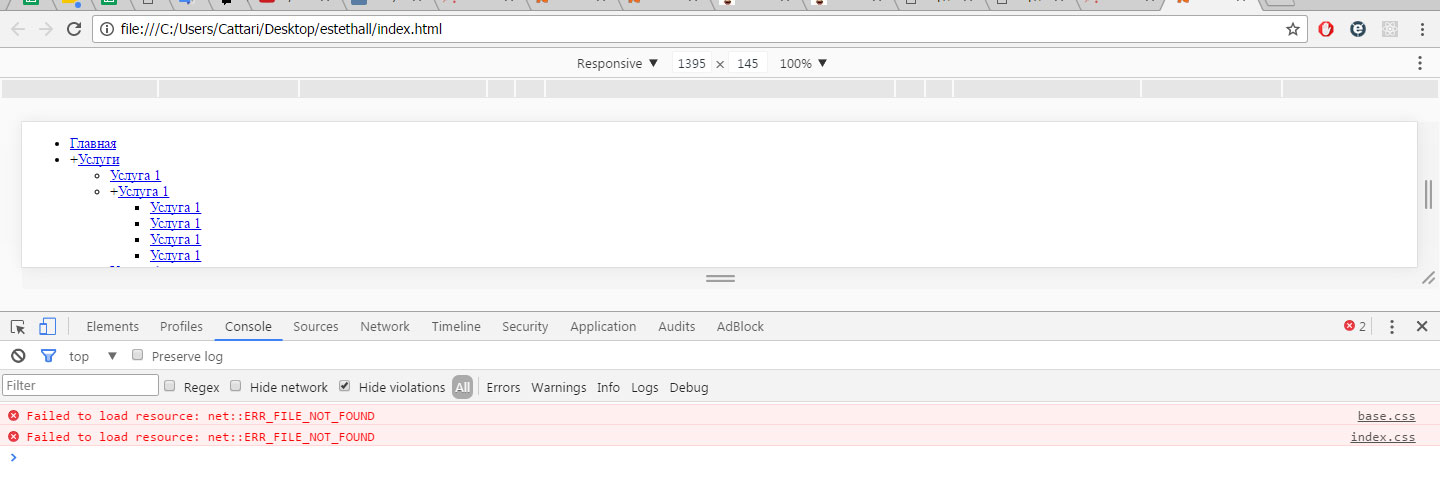 file:///C:/Users/Cattari/Desktop/estethall/index.html
Responsive ▼ 1395 × 145 100% ▼
Главная
+Услуги
Услуга 1
+Услуга 1
Услуга 1
Услуга 1
Услуга 1
Услуга 1
Elements Profiles Console Sources Network Timeline Security Application Audits AdBlock 2
top ▼ Preserve log
Filter Regex Hide network Hide violations All Errors Warnings Info Logs Debug
Failed to load resource: net::ERR_FILE_NOT_FOUND base.css
Failed to load resource: net::ERR_FILE_NOT_FOUND index.css